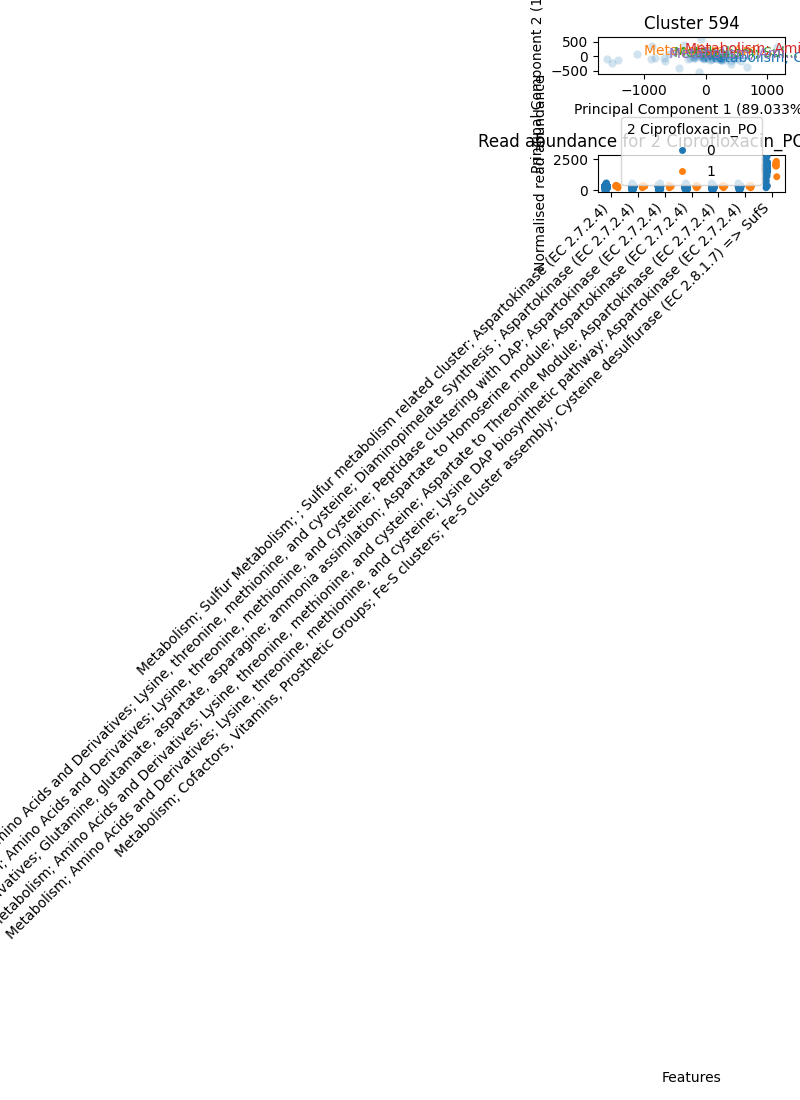 Cluster 594
Principal Component 2 (1
500
0
−500
−1000
0
1000
Principal Component 1 (89.033%
Read abundance for 2 Ciprofloxacin_PO
Normalised read abundance
2500
0
2 Ciprofloxacin_PO
0
1
Metabolism; Sulfur Metabolism; ; Sulfur metabolism related cluster; Aspartokinase (EC 2.7.2.4)
mino Acids and Derivatives; Lysine, threonine, methionine, and cysteine; Diaminopimelate Synthesis ; Aspartokinase (EC 2.7.2.4)
; Amino Acids and Derivatives; Lysine, threonine, methionine, and cysteine; Peptidase clustering with DAP; Aspartokinase (EC 2.7.2.4)
vatives; Glutamine, glutamate, aspartate, asparagine; ammonia assimilation; Aspartate to Homoserine module; Aspartokinase (EC 2.7.2.4)
Metabolism; Amino Acids and Derivatives; Lysine, threonine, methionine, and cysteine; Aspartate to Threonine Module; Aspartokinase (EC 2.7.2.4)
Metabolism; Amino Acids and Derivatives; Lysine, threonine, methionine, and cysteine; Lysine DAP biosynthetic pathway; Aspartokinase (EC 2.7.2.4)
Metabolism; Cofactors, Vitamins, Prosthetic Groups; Fe-S clusters; Fe-S cluster assembly; Cysteine desulfurase (EC 2.8.1.7) => SufS
Features